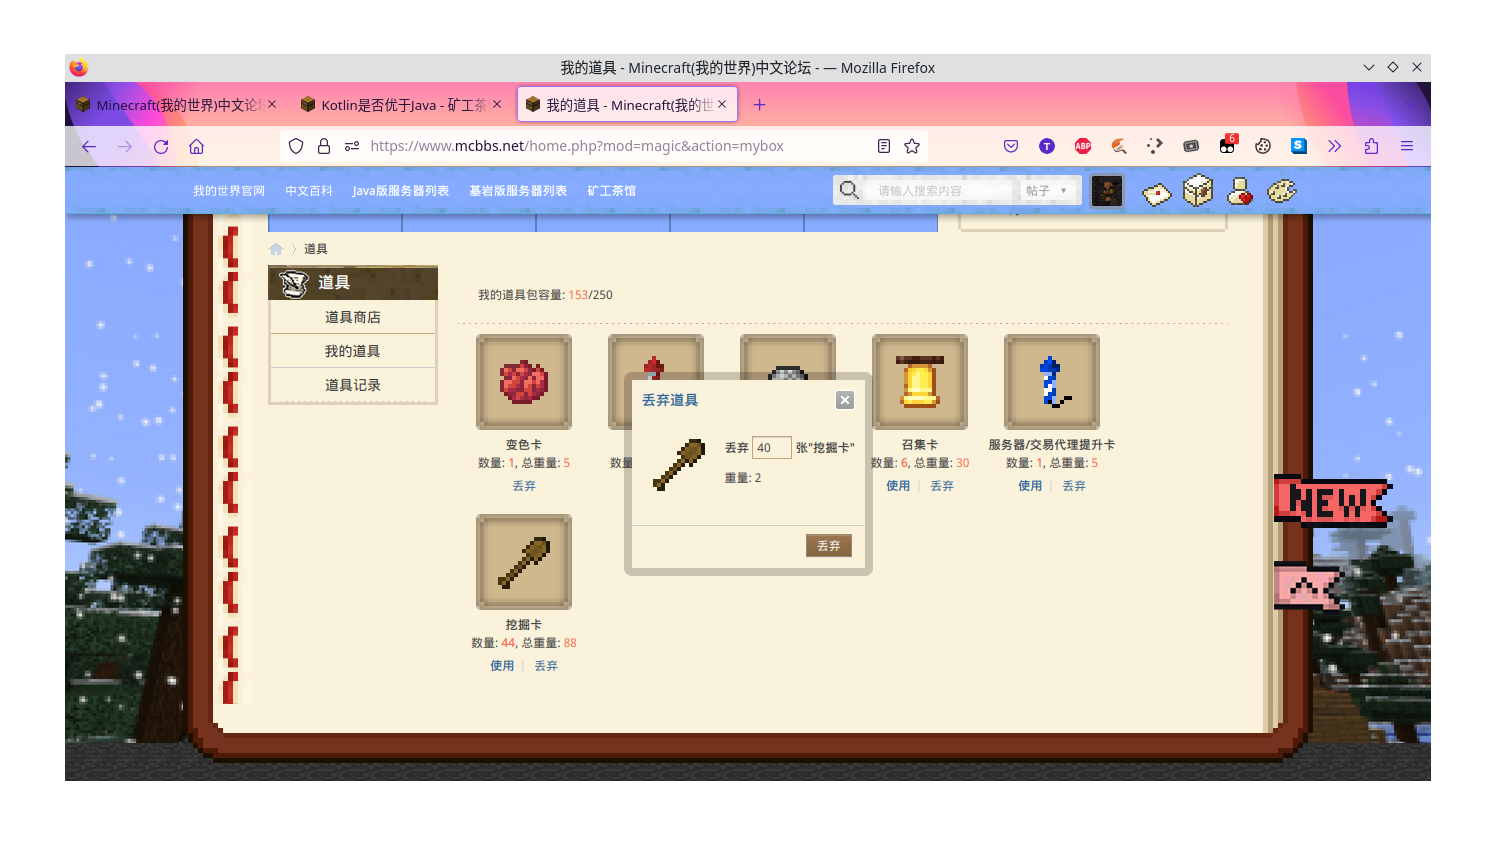 我的道具 - Minecraft(我的世界)中文论坛 - — Mozilla Firefox
Minecraft(我的世界)中文论
Kotlin是否优于Java - 矿工茶
我的道具 - Minecraft(我的世
https://www.mcbbs.net/home.php?mod=magic&action=mybox
T
ABP
6
S
我的世界官网 中文百科 Java版服务器列表 基岩版服务器列表 矿工茶馆
请输入搜索内容 帖子
道具
道具
道具商店
我的道具
道具记录
我的道具包容量: 153/250
变色卡
数量: 1, 总重量: 5
丢弃
数量
召集卡
数量: 6, 总重量: 30
使用 | 丢弃
服务器/交易代理提升卡
数量: 1, 总重量: 5
使用 | 丢弃
丢弃道具
丢弃 40 张"挖掘卡"
重量: 2
丢弃
挖掘卡
数量: 44, 总重量: 88
使用 | 丢弃
NEW